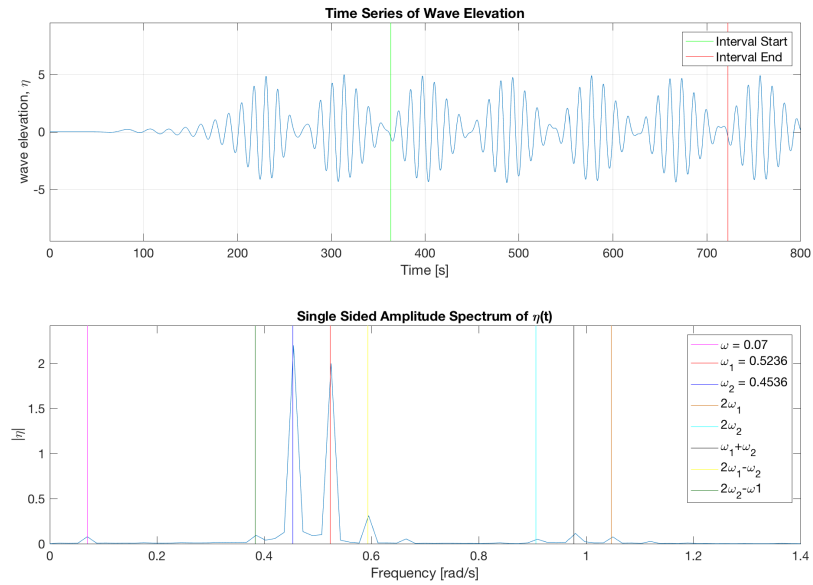 Time Series of Wave Elevation
Interval Start
Interval End
wave elevation, η
5
0
-5
0 100 200 300 400 500 600 700 800
Time [s]
Single Sided Amplitude Spectrum of η(t)
ω = 0.07
ω1 = 0.5236
ω2 = 0.4536
2ω1
2ω2
ω1+ω2
2ω1-ω2
2ω2-ω1
|η|
2
1.5
1
0.5
0
0 0.2 0.4 0.6 0.8 1 1.2 1.4
Frequency [rad/s]